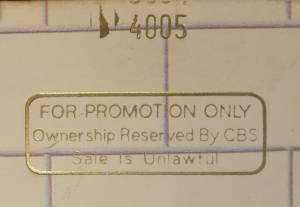 4005
FOR PROMOTION ONLY
Ownership Reserved By CBS
Sale Is Unlawful